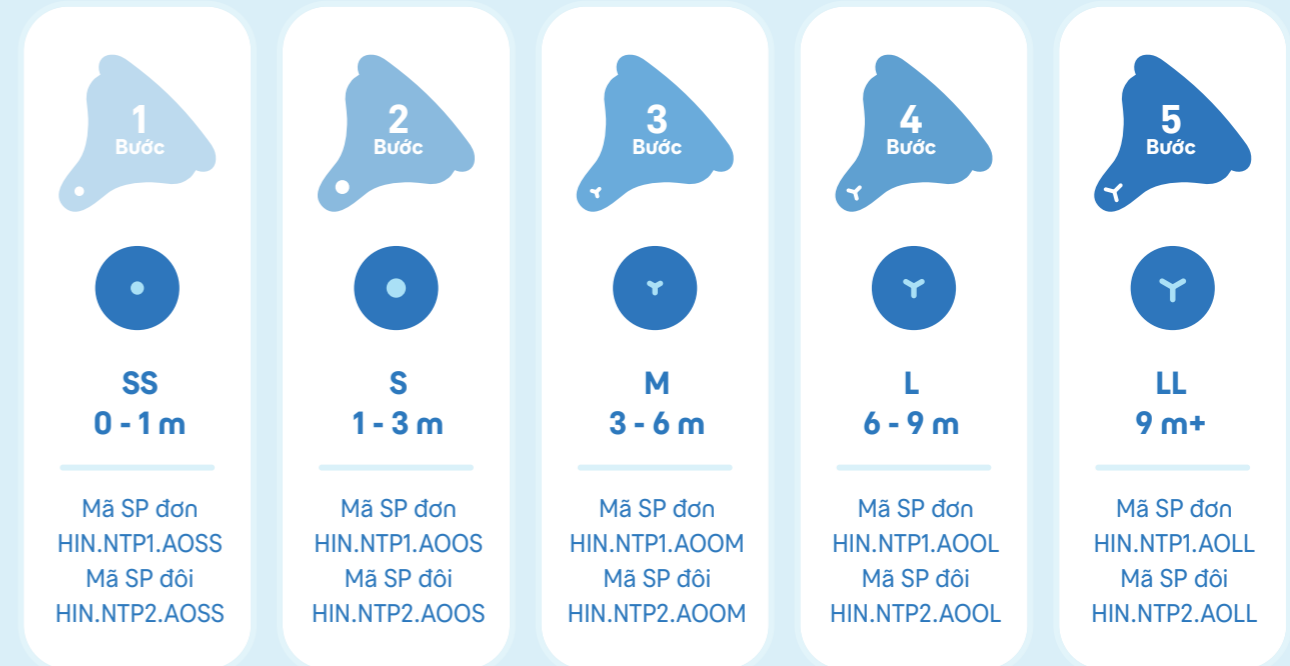 1
Bước
SS
0 - 1 m
Mã SP đơn
HIN.NTP1.AOSS
Mã SP đôi
HIN.NTP2.AOSS
2
Bước
S
1 - 3 m
Mã SP đơn
HIN.NTP1.AOOS
Mã SP đôi
HIN.NTP2.AOOS
3
Bước
M
3 - 6 m
Mã SP đơn
HIN.NTP1.AOOM
Mã SP đôi
HIN.NTP2.AOOM
4
Bước
L
6 - 9 m
Mã SP đơn
HIN.NTP1.AOOL
Mã SP đôi
HIN.NTP2.AOOL
5
Bước
LL
9 m+
Mã SP đơn
HIN.NTP1.AOLL
Mã SP đôi
HIN.NTP2.AOLL